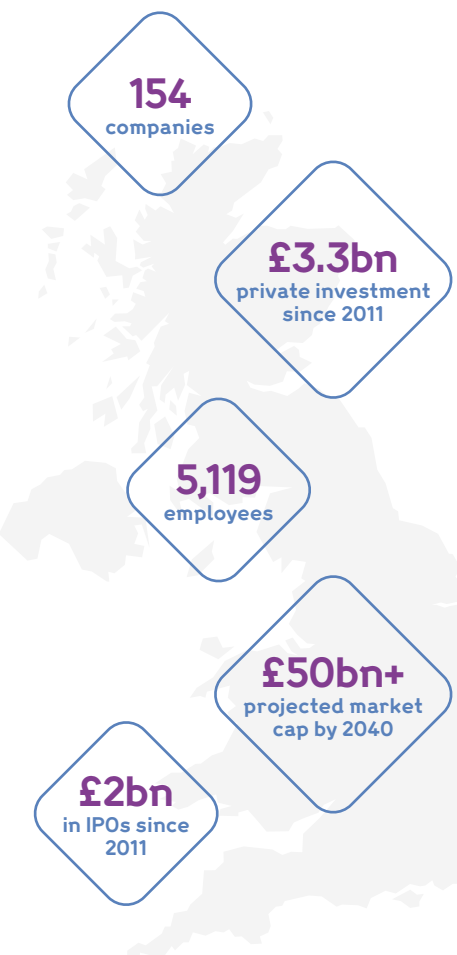 154
companies
£3.3bn
private investment
since 2011
5,119
employees
£50bn+
projected market
cap by 2040
£2bn
in IPOs since
2011